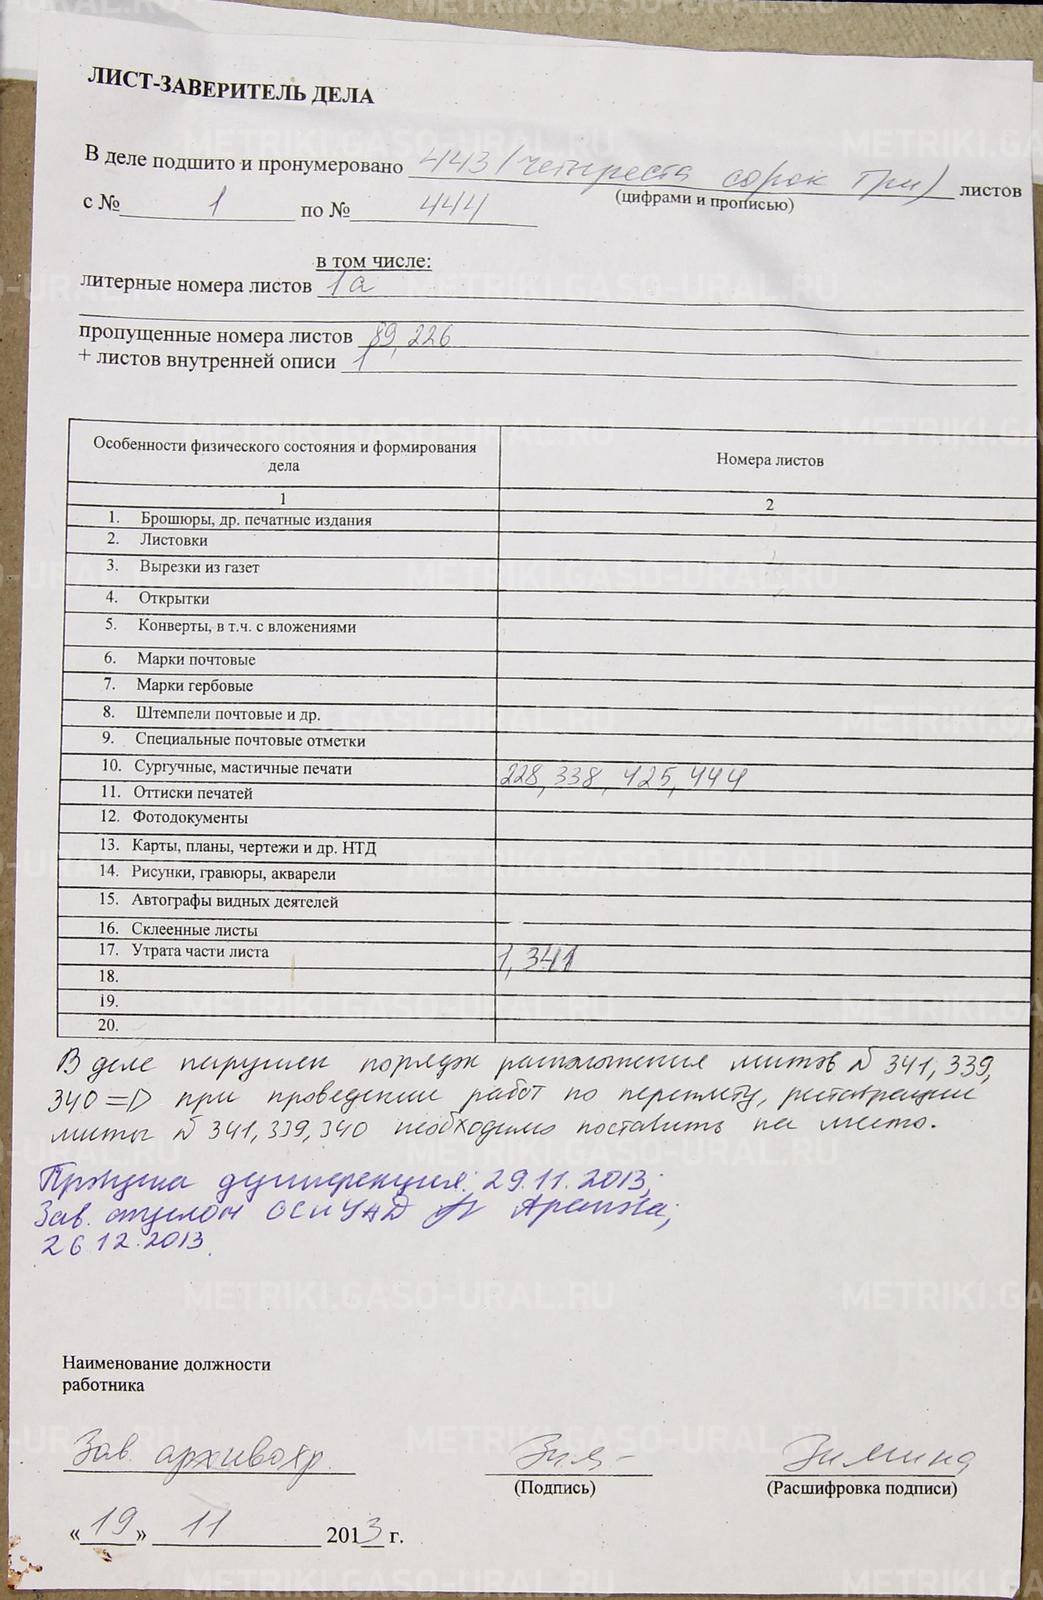 ЛИСТ-ЗАВЕРИТЕЛЬ ДЕЛА
В деле подшито и пронумеровано 443 (четыреста сорок три) листов
(цифрами и прописью)
с № 1 по № 444
в том числе:
литерные номера листов 1а
пропущенные номера листов 89, 226
+ листов внутренней описи 1
Особенности физического состояния и формирования дела
Номера листов
1
2
1. Брошюры, др. печатные издания
2. Листовки
3. Вырезки из газет
4. Открытки
5. Конверты, в т.ч. с вложениями
6. Марки почтовые
7. Марки гербовые
8. Штемпели почтовые и др.
9. Специальные почтовые отметки
10. Сургучные, мастичные печати 228, 338, 425, 444
11. Оттиски печатей
12. Фотодокументы
13. Карты, планы, чертежи и др. НТД
14. Рисунки, гравюры, акварели
15. Автографы видных деятелей
16. Склеенные листы
17. Утрата части листа 1, 341
18.
19.
20.
В деле нарушен порядок расположения листов № 341, 339,
340 => при проведении работ по переплету, реставрации
листы № 341, 339, 340 необходимо поставить на место.
дезинфекция: 29.11.2013;
Зав. отделом ОСиУАД
26.12.2013
Наименование должности
работника
Зав. архивохр.
(Подпись)
Зимина
(Расшифровка подписи)
«19» 11 2013 г.
METRIKI.GASO-URAL.RU